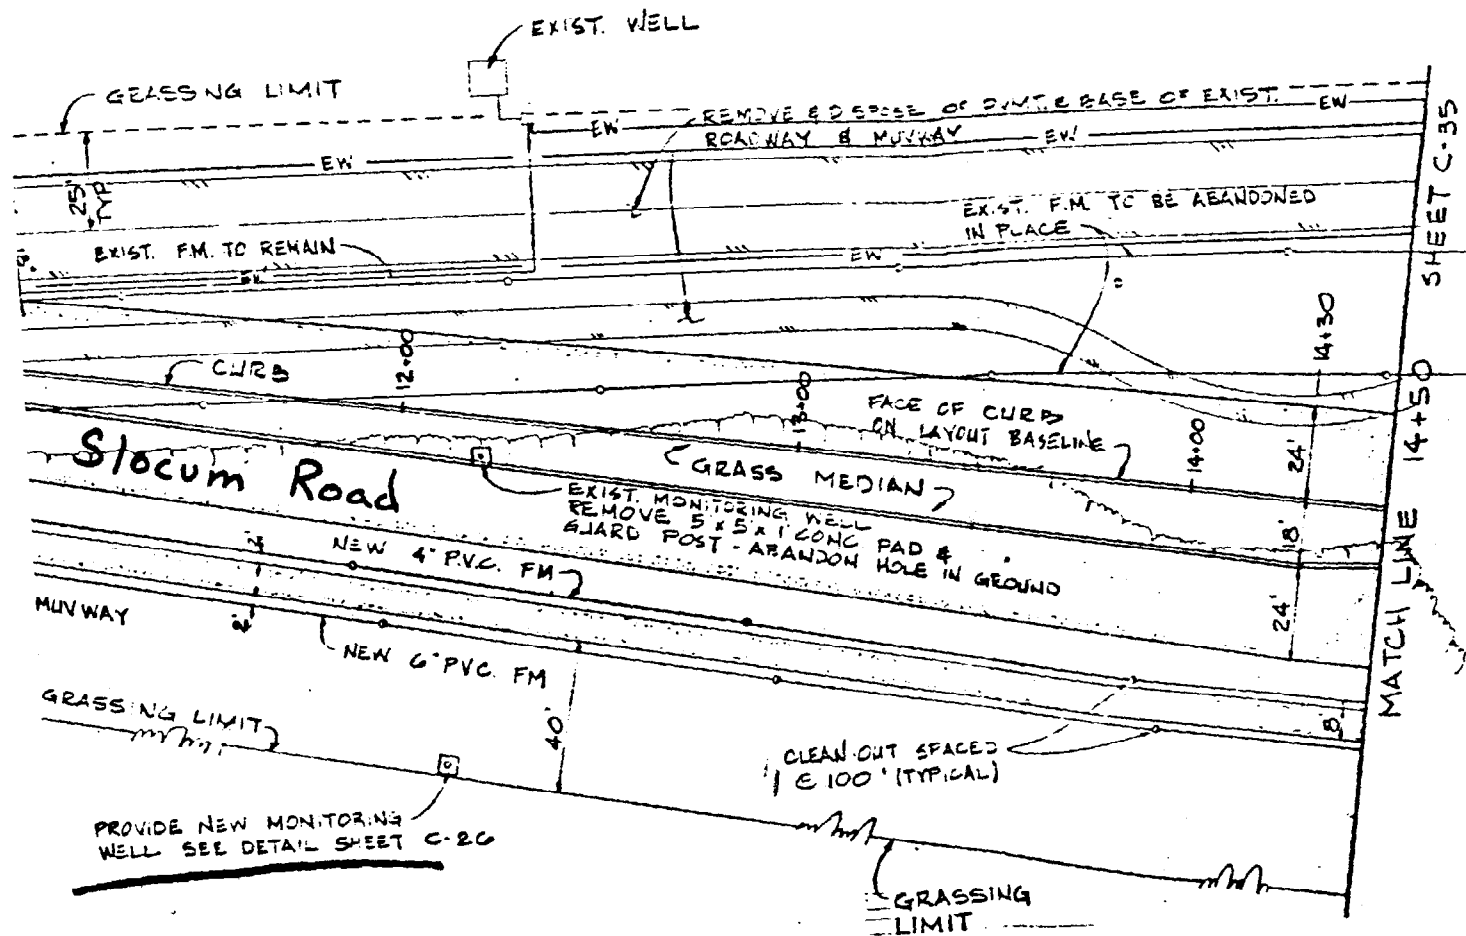 EXIST. WELL
GRASSING LIMIT
REMOVE & DISPOSE OF PVMT. & BASE OF EXIST.
ROADWAY & MUVWAY
EW
EW
EW
EW
25'
TYP
EXIST. F.M. TO BE ABANDONED
IN PLACE
EXIST. F.M. TO REMAIN
EW
SHEET C-35
CURB
12+00
13+00
14+00
14+30
FACE OF CURB
ON LAYOUT BASELINE
24'
18'
24'
8'
MATCH LINE 14+50
Slocum Road
GRASS MEDIAN
EXIST. MONITORING WELL
REMOVE 5 x 5 x 1 CONC PAD &
GUARD POST - ABANDON HOLE IN GROUND
NEW 4" P.V.C. FM
2'
2'
MUVWAY
NEW 6" P.V.C. FM
GRASSING LIMIT
40'
CLEAN OUT SPACED
@ 100' (TYPICAL)
PROVIDE NEW MONITORING
WELL SEE DETAIL SHEET C-26
GRASSING
LIMIT